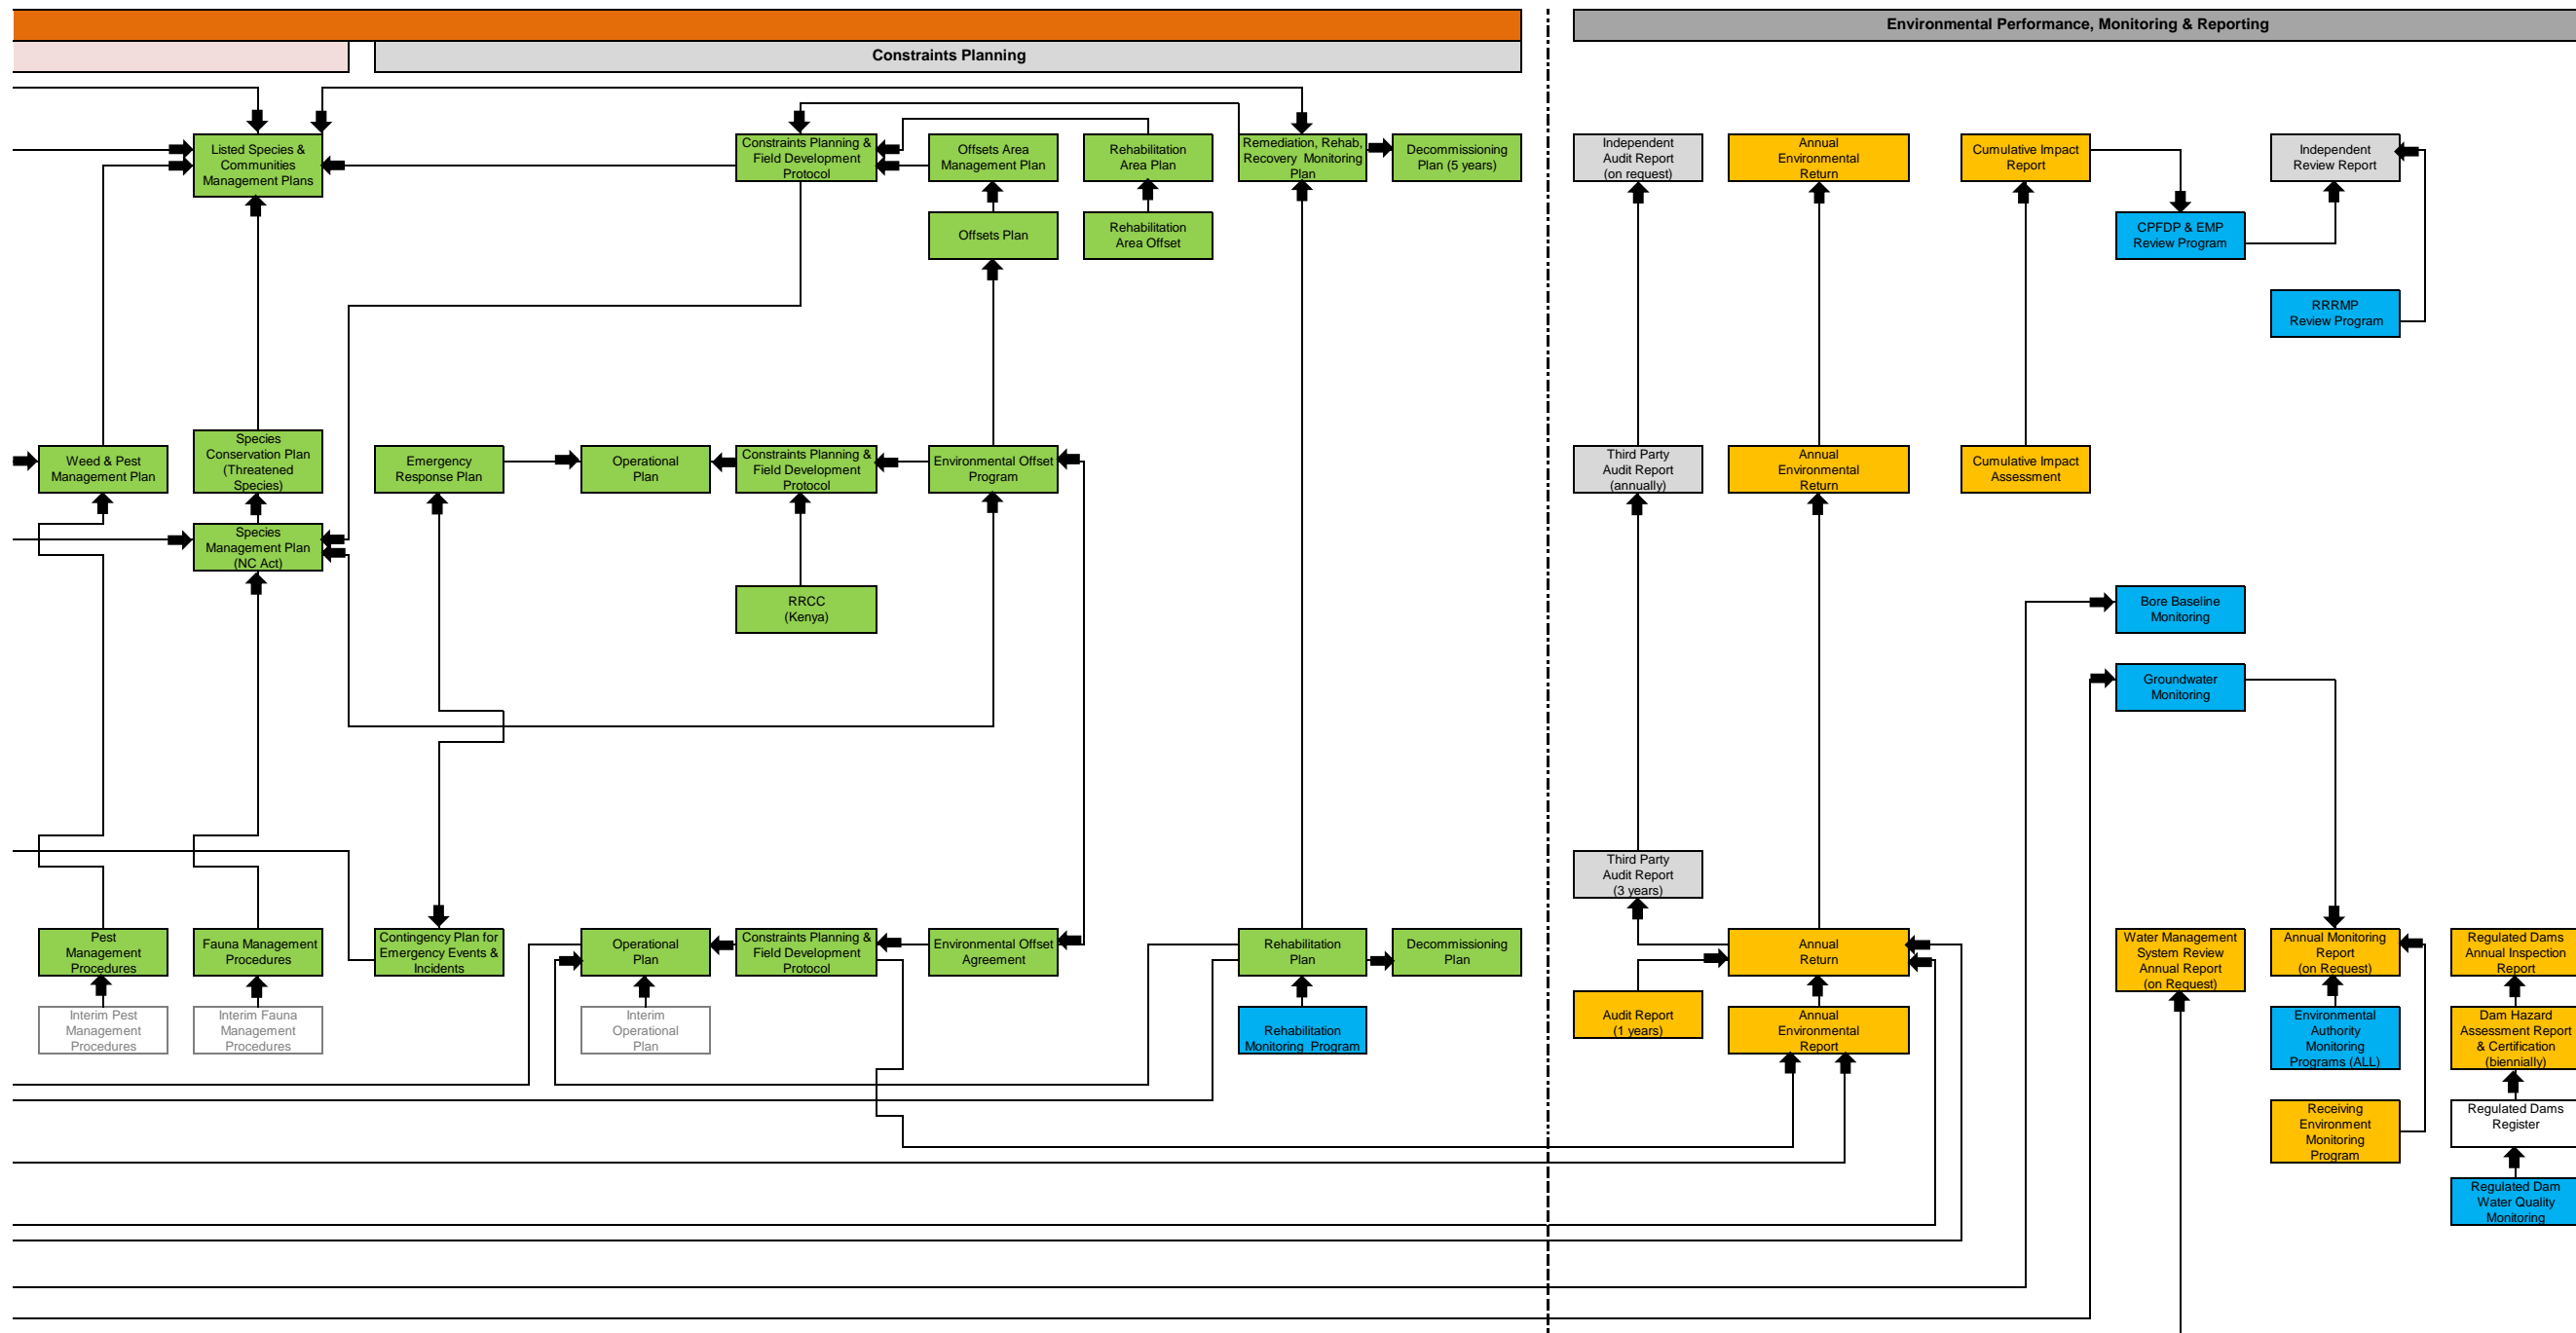 Environmental Performance, Monitoring & Reporting
Constraints Planning
Listed Species &
Communities
Management Plans
Constraints Planning &
Field Development
Protocol
Offsets Area
Management Plan
Rehabilitation
Area Plan
Remediation, Rehab,
Recovery Monitoring
Plan
Decommissioning
Plan (5 years)
Independent
Audit Report
(on request)
Annual
Environmental
Return
Cumulative Impact
Report
Independent
Review Report
Offsets Plan
Rehabilitation
Area Offset
CPFDP & EMP
Review Program
RRRMP
Review Program
Weed & Pest
Management Plan
Species
Conservation Plan
(Threatened
Species)
Emergency
Response Plan
Operational
Plan
Constraints Planning &
Field Development
Protocol
Environmental Offset
Program
Third Party
Audit Report
(annually)
Annual
Environmental
Return
Cumulative Impact
Assessment
Species
Management Plan
(NC Act)
RRCC
(Kenya)
Bore Baseline
Monitoring
Groundwater
Monitoring
Third Party
Audit Report
(3 years)
Pest
Management
Procedures
Fauna Management
Procedures
Contingency Plan for
Emergency Events &
Incidents
Operational
Plan
Constraints Planning &
Field Development
Protocol
Environmental Offset
Agreement
Rehabilitation
Plan
Decommissioning
Plan
Annual
Return
Water Management
System Review
Annual Report
(on Request)
Annual Monitoring
Report
(on Request)
Regulated Dams
Annual Inspection
Report
Interim Pest
Management
Procedures
Interim Fauna
Management
Procedures
Interim
Operational
Plan
Rehabilitation
Monitoring Program
Audit Report
(1 years)
Annual
Environmental
Report
Environmental
Authority
Monitoring
Programs (ALL)
Dam Hazard
Assessment Report
& Certification
(biennially)
Receiving
Environment
Monitoring
Program
Regulated Dams
Register
Regulated Dam
Water Quality
Monitoring